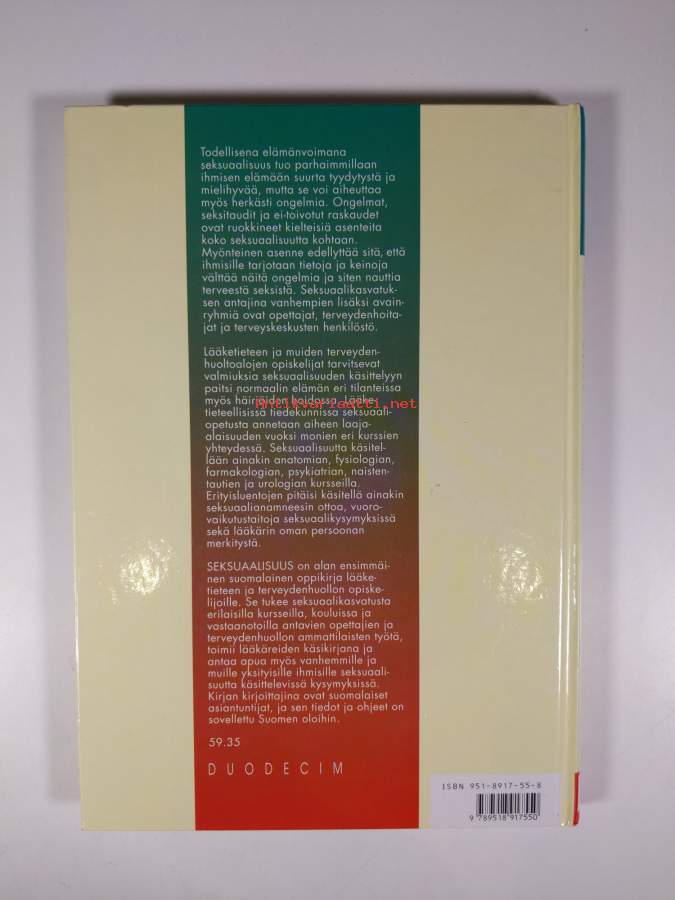 Todellisena elämänvoimana
seksuaalisuus tuo parhaimmillaan
ihmisen elämään suurta tyydytystä ja
mielihyvää, mutta se voi aiheuttaa
myös herkästi ongelmia. Ongelmat,
seksitaudit ja ei-toivotut raskaudet
ovat ruokkineet kielteisiä asenteita
koko seksuaalisuutta kohtaan.
Myönteinen asenne edellyttää sitä, että
ihmisille tarjotaan tietoja ja keinoja
välttää näitä ongelmia ja siten nauttia
terveestä seksistä. Seksuaalikasvatuk-
sen antajina vanhempien lisäksi avain-
ryhmiä ovat opettajat, terveydenhoita-
jat ja terveyskeskusten henkilöstö.
Lääketieteen ja muiden terveyden-
huoltoalojen opiskelijat tarvitsevat
valmiuksia seksuaalisuuden käsittelyyn
paitsi normaalin elämän eri tilanteissa
myös häiriöiden hoidossa. Lääke-
Antikvariaatti.net
tieteellisissa tiedekunnissa seksuaali-
opetusta annetaan aiheen laaja-
alaisuuden vuoksi monien eri kurssien
yhteydessä. Seksuaalisuutta käsitel-
lään ainakin anatomian, fysiologian,
farmakologian, psykiatrian, naisten-
tautien ja urologian kursseilla.
Erityisluentojen pitäisi käsitellä ainakin
seksuaalianamneesin ottoa, vuoro-
vaikutustaitoja seksuaalikysymyksissä
sekä lääkärin oman persoonan
merkitystä.
SEKSUAALISUUS on alan ensimmäi-
nen suomalainen oppikirja lääke-
tieteen ja terveydenhuollon opiske-
lijoille. Se tukee seksuaalikasvatusta
erilaisilla kursseilla, kouluissa ja
vastaanotoilla antavien opettajien ja
terveydenhuollon ammattilaisten työtä,
toimii lääkäreiden käsikirjana ja
antaa apua myös vanhemmille ja
muille yksityisille ihmisille seksuaali-
suutta käsittelevissä kysymyksissä.
Kirjan kirjoittajina ovat suomalaiset
asiantuntijat, ja sen tiedot ja ohjeet on
sovellettu Suomen oloihin.
59.35
DUODECIM
ISBN 951-8917-55-8
9 789518 917550